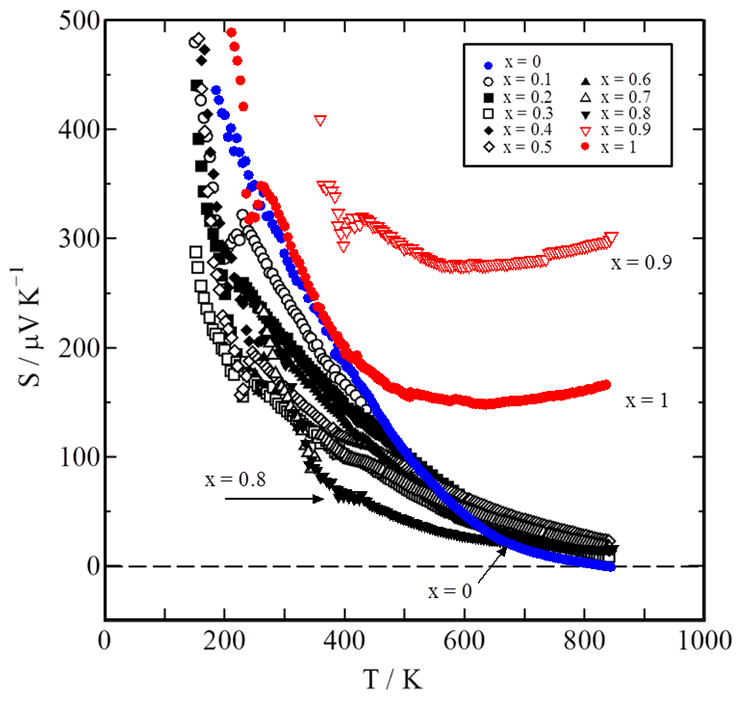 500
400
300
200
100
0
S / μV K⁻¹
x = 0
x = 0.1
x = 0.2
x = 0.3
x = 0.4
x = 0.5
x = 0.6
x = 0.7
x = 0.8
x = 0.9
x = 1
x = 0.9
x = 1
x = 0.8
x = 0
0 200 400 600 800 1000
T / K